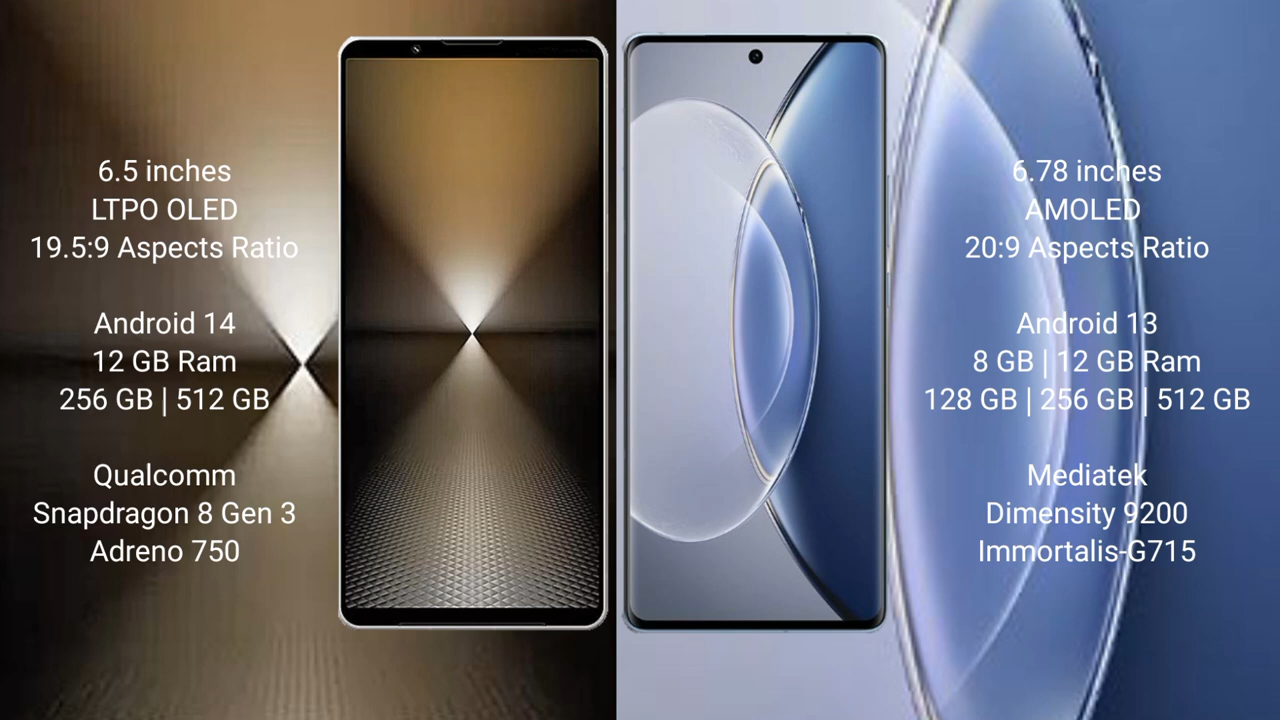 6.5 inches
LTPO OLED
19.5:9 Aspects Ratio
Android 14
12 GB Ram
256 GB | 512 GB
Qualcomm
Snapdragon 8 Gen 3
Adreno 750
6.78 inches
AMOLED
20:9 Aspects Ratio
Android 13
8 GB | 12 GB Ram
128 GB | 256 GB | 512 GB
Mediatek
Dimensity 9200
Immortalis-G715